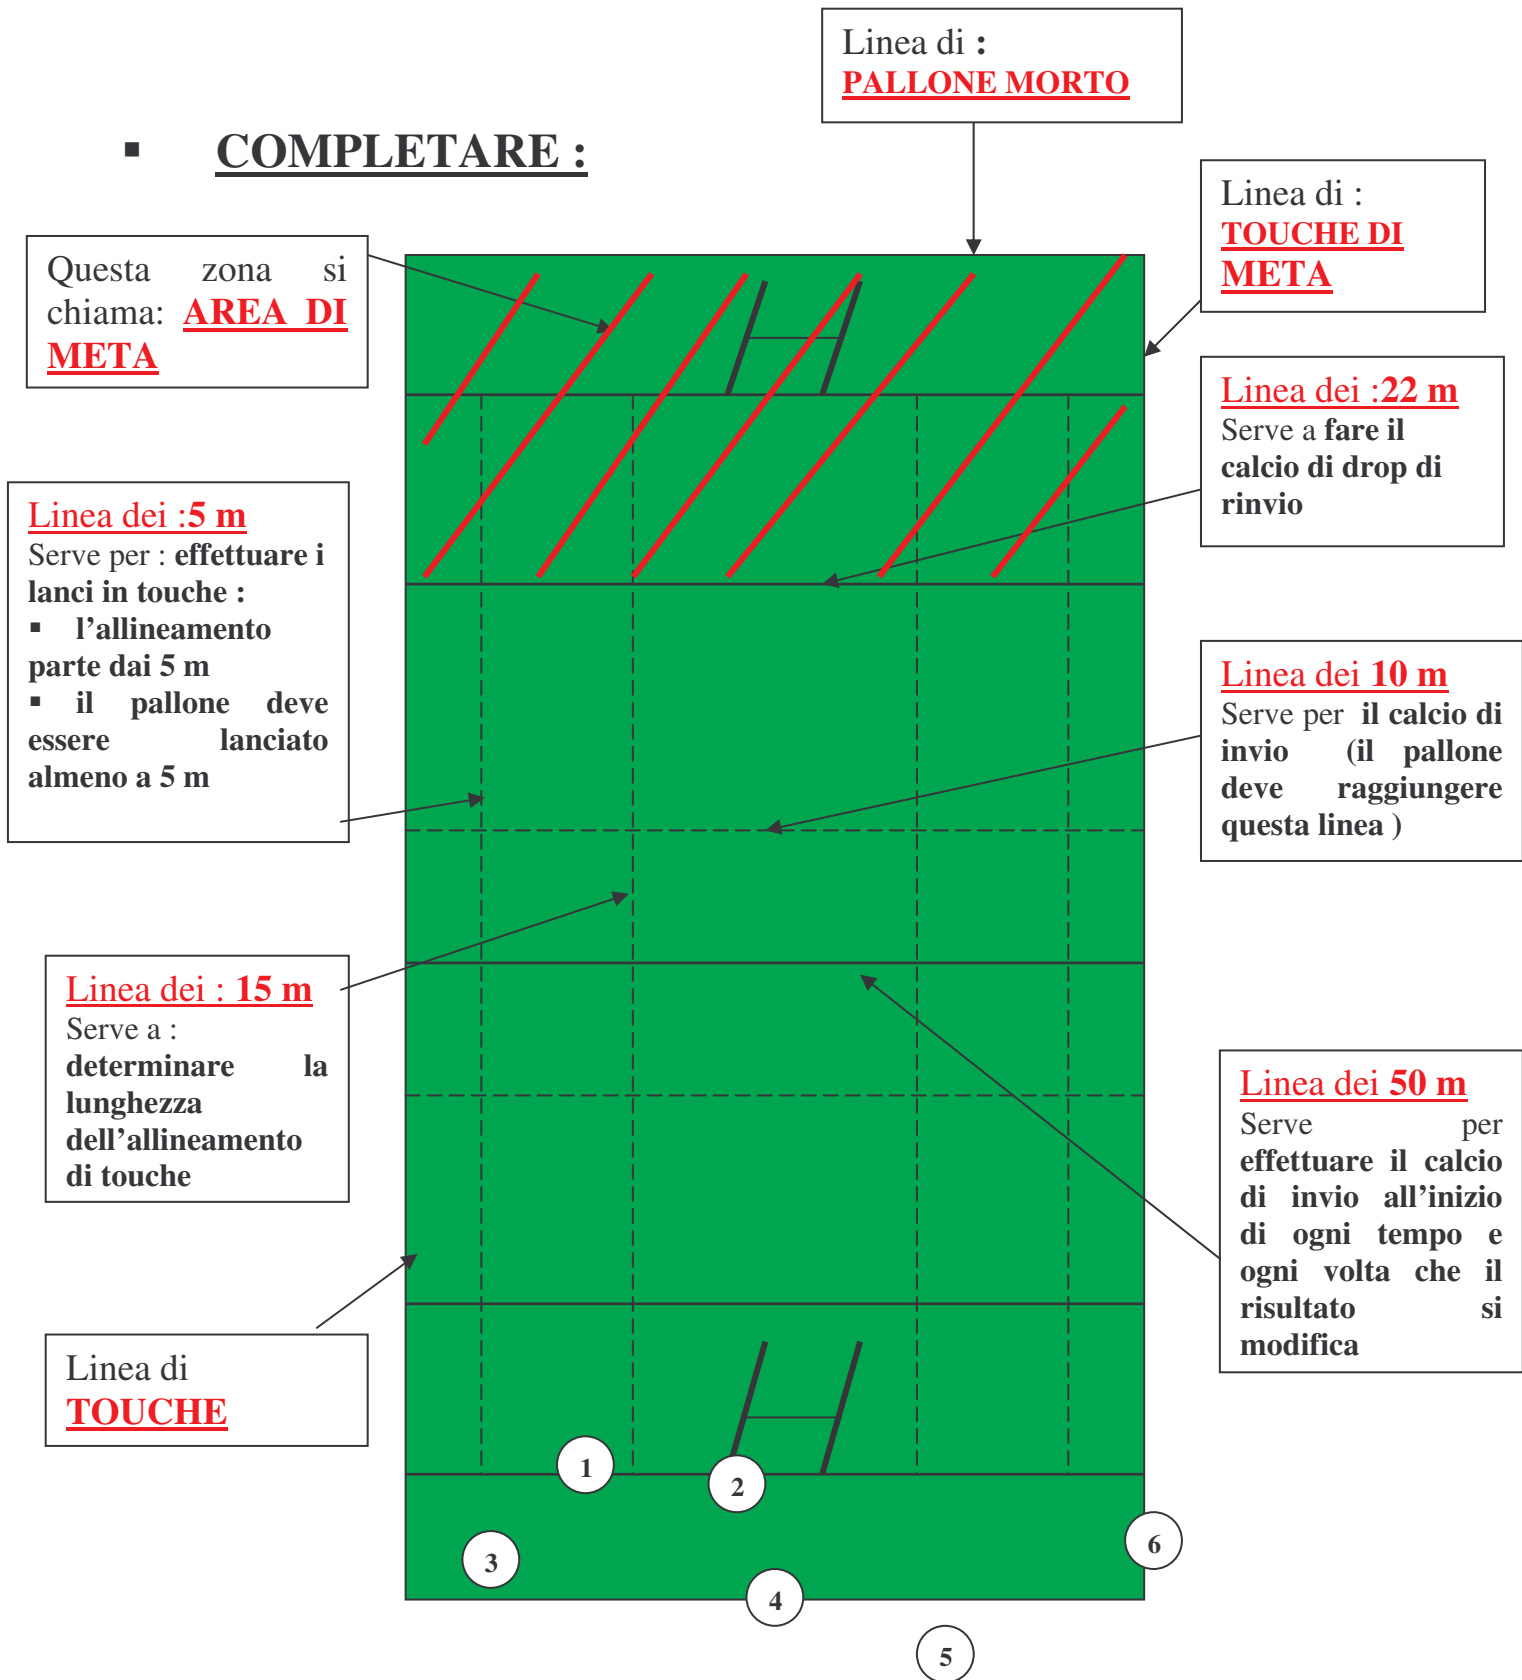 Linea di :
PALLONE MORTO
▪ COMPLETARE :
Linea di :
TOUCHE DI
META
Questa zona si
chiama: AREA DI
META
Linea dei :22 m
Serve a fare il
calcio di drop di
rinvio
Linea dei :5 m
Serve per : effettuare i
lanci in touche :
▪ l’allineamento
parte dai 5 m
▪ il pallone deve
essere lanciato
almeno a 5 m
Linea dei 10 m
Serve per il calcio di
invio (il pallone
deve raggiungere
questa linea )
Linea dei : 15 m
Serve a :
determinare la
lunghezza
dell’allineamento
di touche
Linea dei 50 m
Serve per
effettuare il calcio
di invio all’inizio
di ogni tempo e
ogni volta che il
risultato si
modifica
Linea di
TOUCHE
1
2
3
4
5
6